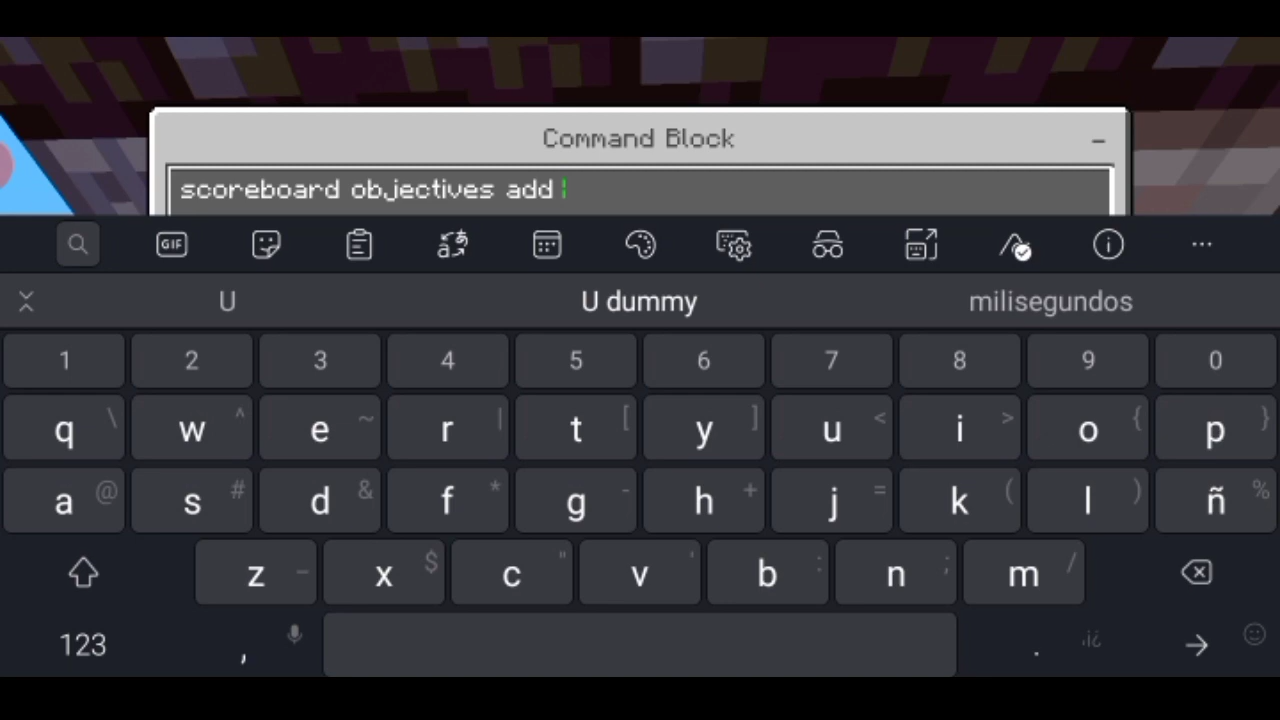 Command Block
scoreboard objectives add
GIF
U U dummy milisegundos
1 2 3 4 5 6 7 8 9 0
q \ w ^ e ~ r | t [ y ] u < i > o { p }
a @ s # d & f * g - h + j = k ( l ) ñ %
z _ x $ c " v ' b : n ; m /
123 , . ,¡¿